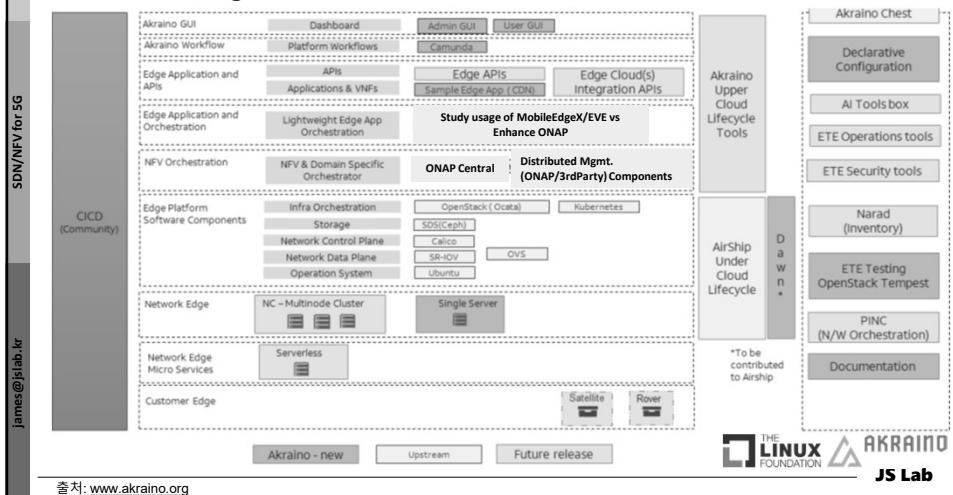 SDN/NFV for 5G
james@jslab.kr
CICD
(Community)
Akraino GUI
Dashboard
Admin GUI
User GUI
Akraino Workflow
Platform Workflows
Camunda
Edge Application and
APIs
APIs
Edge APIs
Edge Cloud(s)
Integration APIs
Applications & VNFs
Sample Edge App ( CDN)
Edge Application and
Orchestration
Lightweight Edge App
Orchestration
Study usage of MobileEdgeX/EVE vs
Enhance ONAP
NFV Orchestration
NFV & Domain Specific
Orchestrator
ONAP Central
Distributed Mgmt.
(ONAP/3rdParty) Components
Edge Platform
Software Components
Infra Orchestration
OpenStack ( Ocata)
Kubernetes
Storage
SDS(Ceph)
Network Control Plane
Calico
Network Data Plane
SR-IOV
OVS
Operation System
Ubuntu
Network Edge
NC – Multinode Cluster
Single Server
Network Edge
Micro Services
Serverless
Customer Edge
Satellite
Rover
Akraino
Upper
Cloud
Lifecycle
Tools
AirShip
Under
Cloud
Lifecycle
D
a
w
n
*
*To be
contributed
to Airship
Akraino Chest
Declarative
Configuration
AI Tools box
ETE Operations tools
ETE Security tools
Narad
(Inventory)
ETE Testing
OpenStack Tempest
PINC
(N/W Orchestration)
Documentation
Akraino - new
Upstream
Future release
THE
LINUX
FOUNDATION
AKRAINO
JS Lab
출처: www.akraino.org